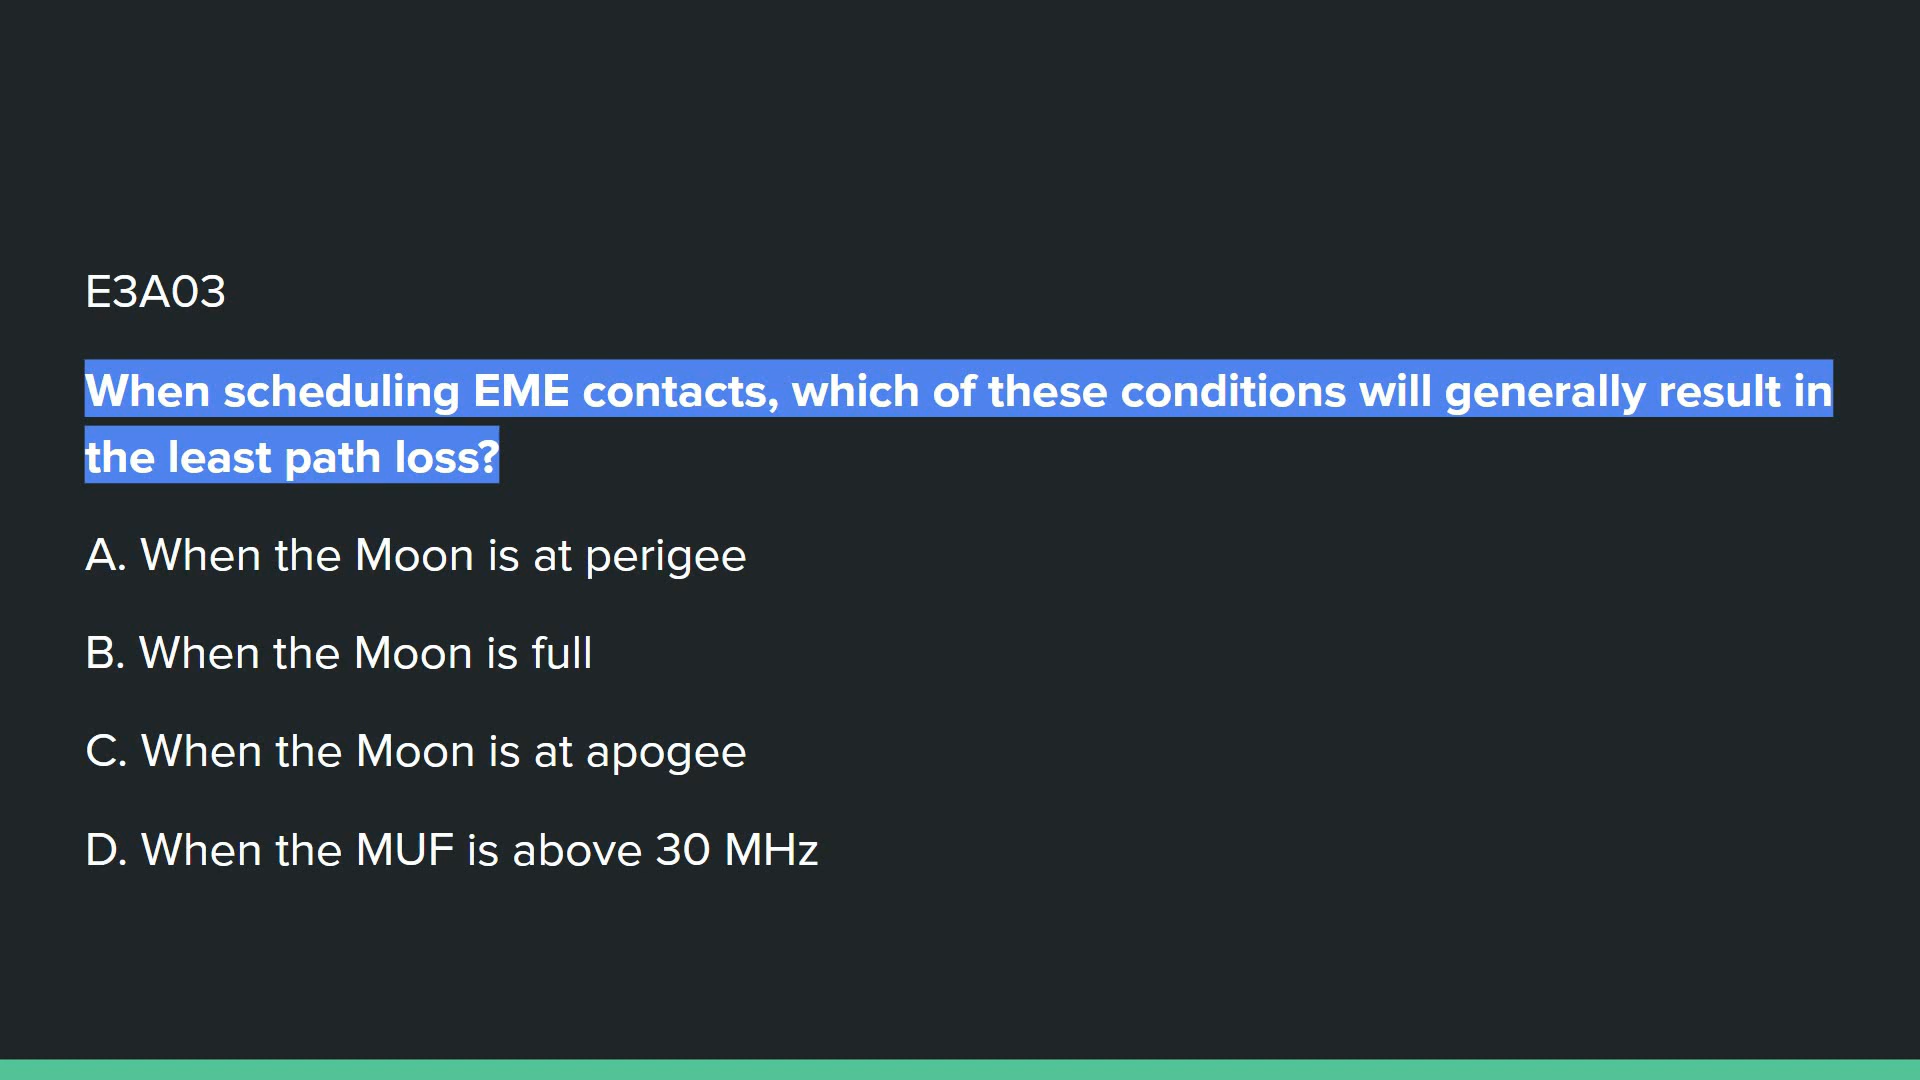 E3A03
When scheduling EME contacts, which of these conditions will generally result in
the least path loss?
A. When the Moon is at perigee
B. When the Moon is full
C. When the Moon is at apogee
D. When the MUF is above 30 MHz